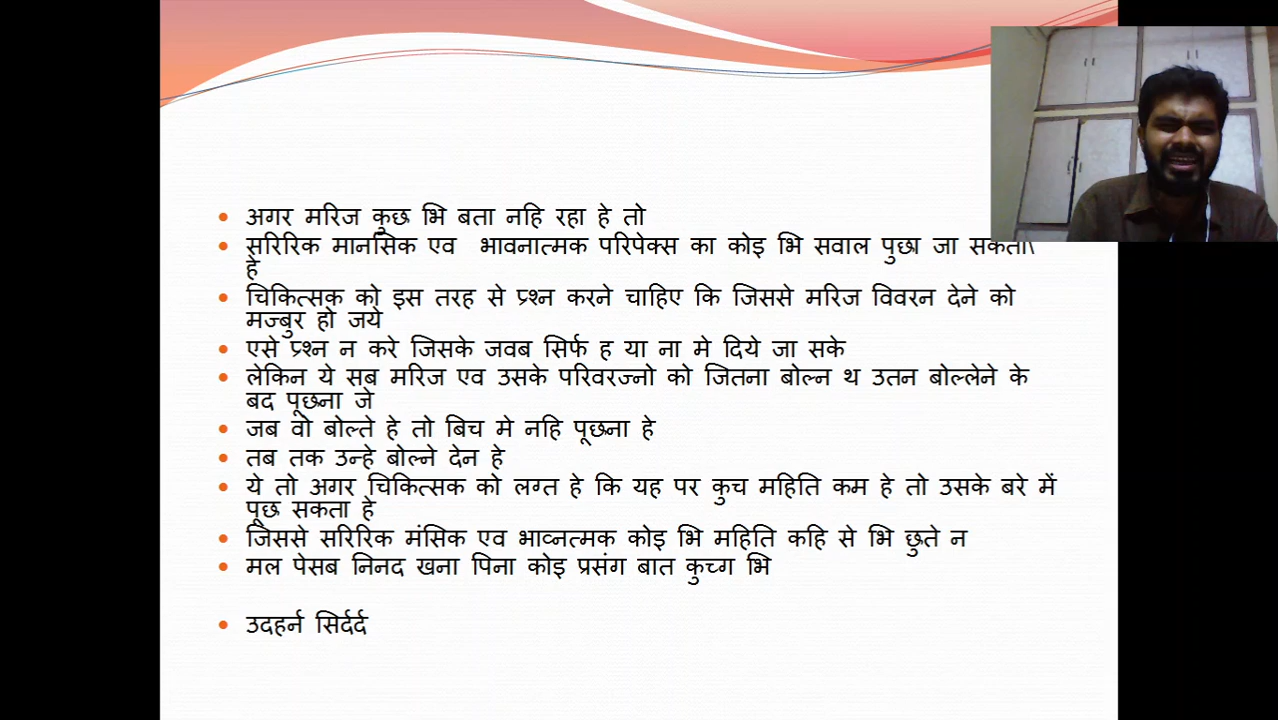 अगर मरिज कुछ भि बता नहि रहा हे तो
सरिरिक मानसिक एव भावनात्मक परिपेक्स का कोइ भि सवाल पुछा जा सकता\
हे
चिकित्सक को इस तरह से प्रश्न करने चाहिए कि जिससे मरिज विवरन देने को
मज्बुर हो जये
एसे प्रश्न न करे जिसके जवब सिर्फ ह या ना मे दिये जा सके
लेकिन ये सब मरिज एव उसके परिवरज्नो को जितना बोल्न थ उतन बोल्लेने के
बद पूछना जे
जब वो बोल्ते हे तो बिच मे नहि पूछना हे
तब तक उन्हे बोल्ने देन हे
ये तो अगर चिकित्सक को लग्त हे कि यह पर कुच महिति कम हे तो उसके बरे में
पूछ सकता हे
जिससे सरिरिक मंसिक एव भाव्नत्मक कोइ भि महिति कहि से भि छुते न
मल पेसब निनद खना पिना कोइ प्रसंग बात कुच्ग भि
उदहर्न सिर्दर्द